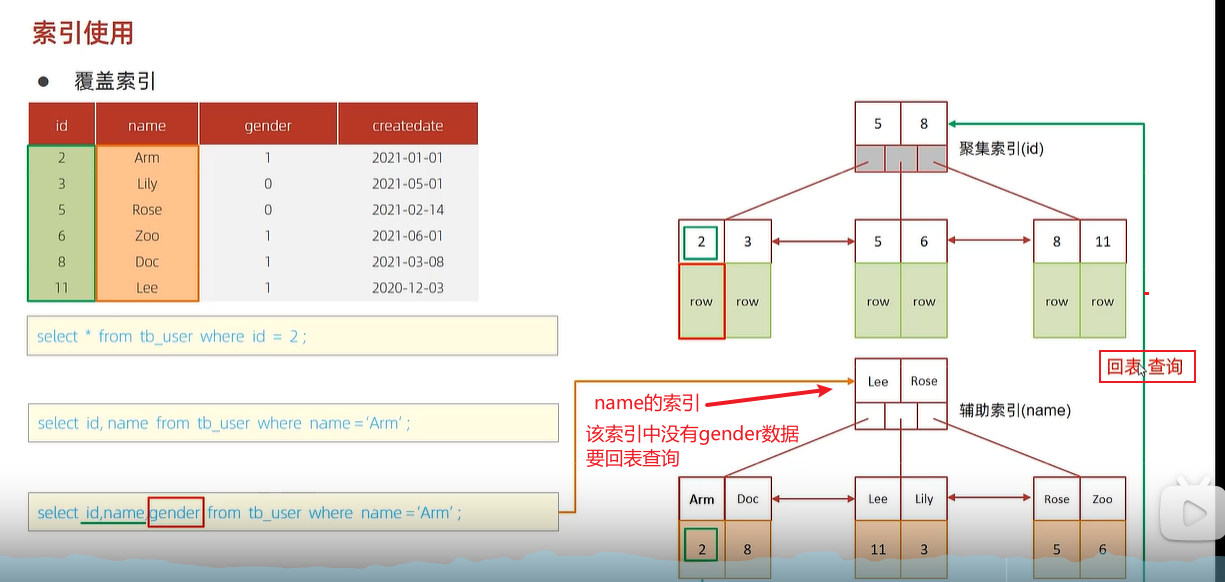 索引使用
● 覆盖索引
id name gender createdate
2 Arm 1 2021-01-01
3 Lily 0 2021-05-01
5 Rose 0 2021-02-14
6 Zoo 1 2021-06-01
8 Doc 1 2021-03-08
11 Lee 1 2020-12-03
select * from tb_user where id = 2 ;
select id, name from tb_user where name = 'Arm' ;
select id,name,gender from tb_user where name = 'Arm' ;
5 8
聚集索引(id)
2 3 5 6 8 11
row row row row row row
回表 查询
name的索引
该索引中没有gender数据
要回表查询
Lee Rose
辅助索引(name)
Arm Doc Lee Lily Rose Zoo
2 8 11 3 5 6